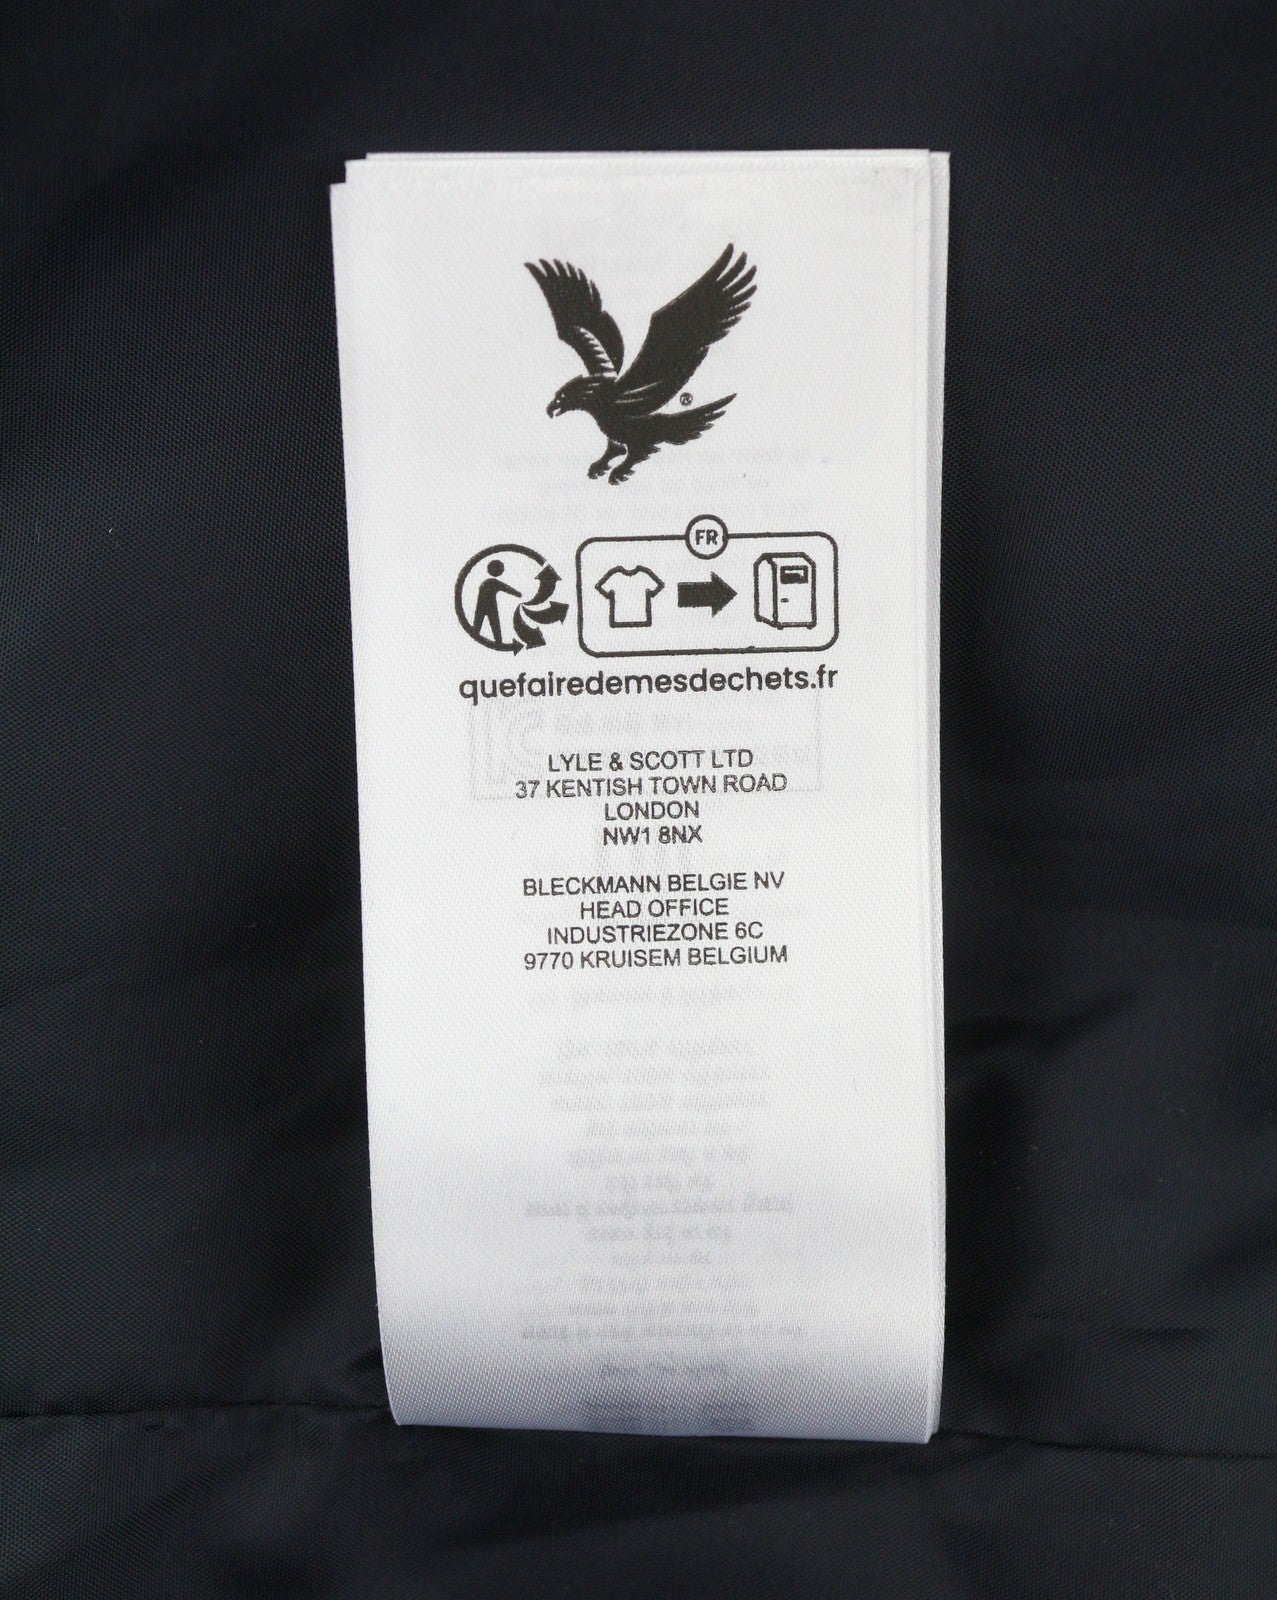 ®
FR
quefairedemesdechets.fr
LYLE & SCOTT LTD
37 KENTISH TOWN ROAD
LONDON
NW1 8NX
BLECKMANN BELGIE NV
HEAD OFFICE
INDUSTRIEZONE 6C
9770 KRUISEM BELGIUM